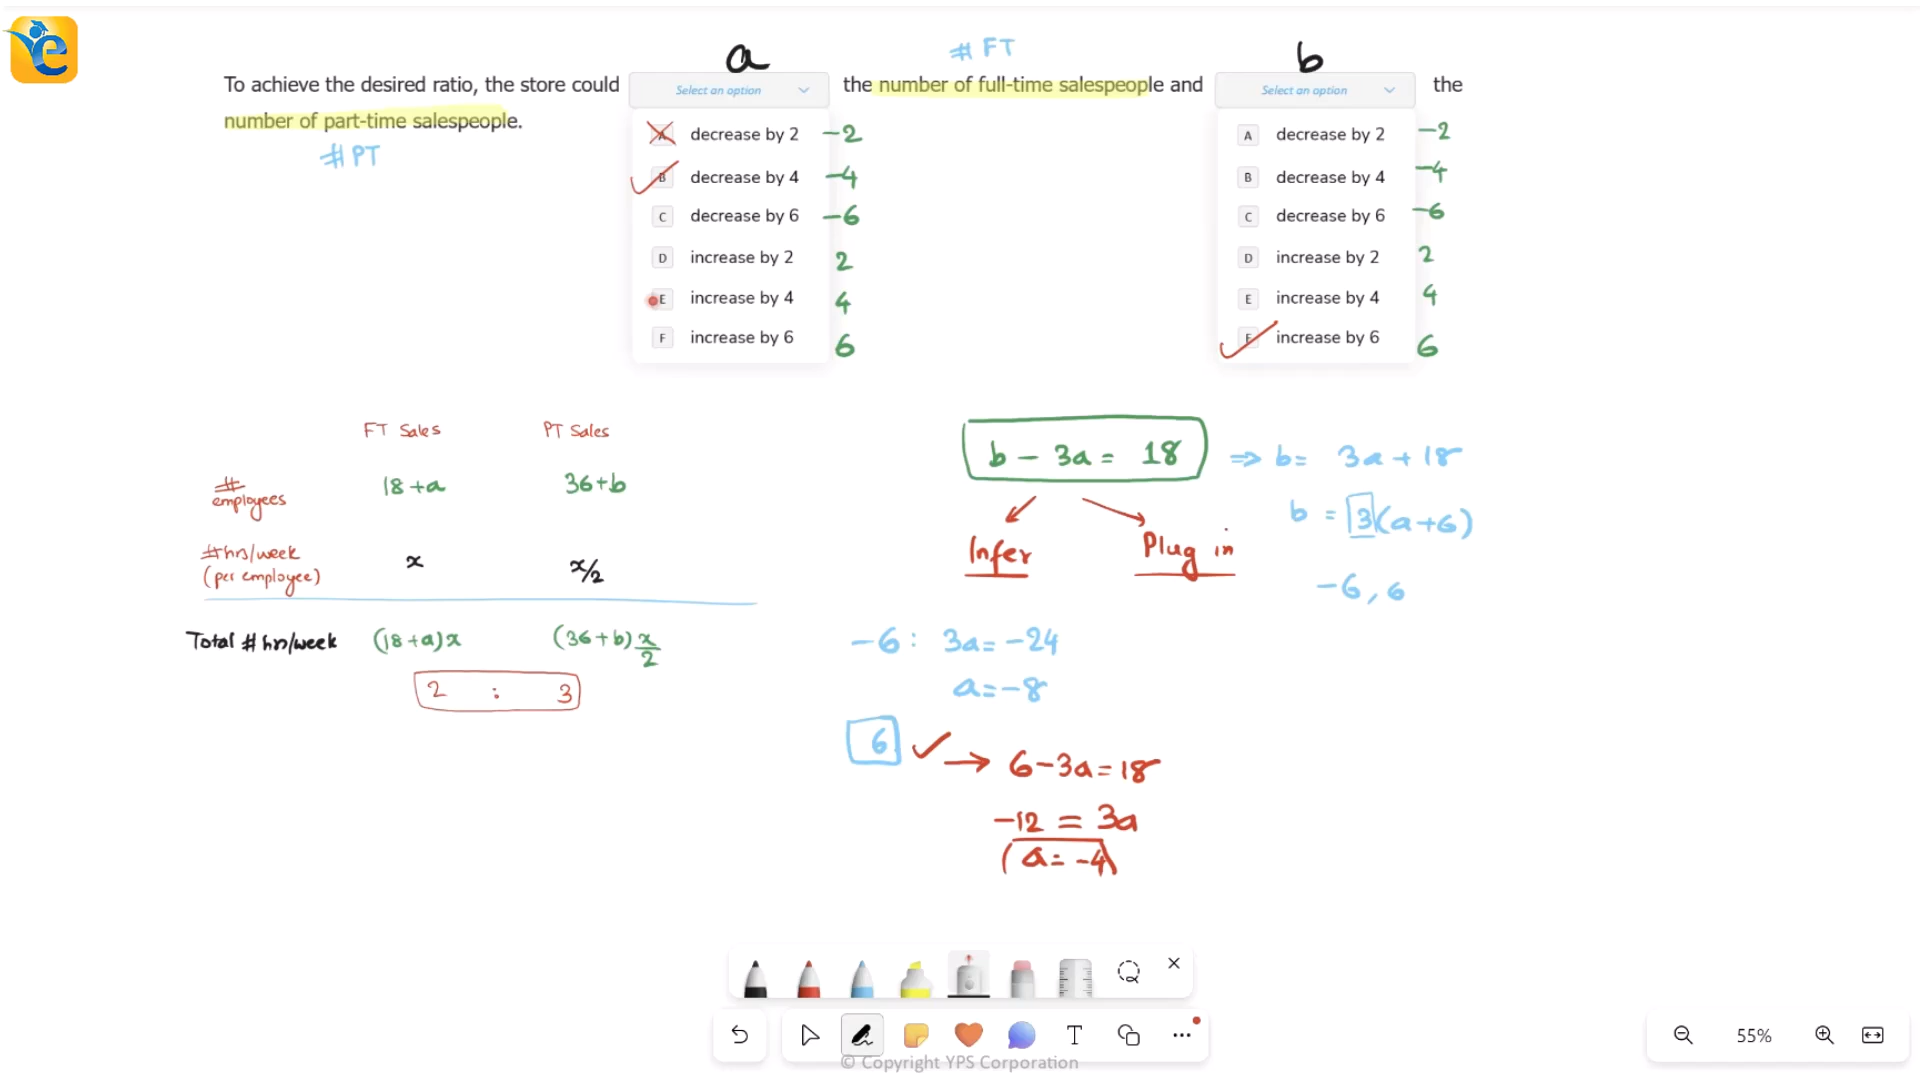 e
a
# FT
b
To achieve the desired ratio, the store could Select an option the number of full-time salespeople and Select an option the
number of part-time salespeople.
# PT
A decrease by 2 -2
B decrease by 4 -4
C decrease by 6 -6
D increase by 2 2
E increase by 4 4
F increase by 6 6
A decrease by 2 -2
B decrease by 4 -4
C decrease by 6 -6
D increase by 2 2
E increase by 4 4
F increase by 6 6
FT Sales PT Sales
# employees 18+a 36+b
#hrs/week
(per employee) x x/2
Total # hrs/week (18+a)x (36+b)x/2
2 : 3
b - 3a = 18 ⇒ b = 3a + 18
b = 3(a+6)
Infer Plug in
-6, 6
-6 : 3a = -24
a = -8
6 → 6-3a=18
-12 = 3a
a = -4
T
55%
© Copyright YPS Corporation